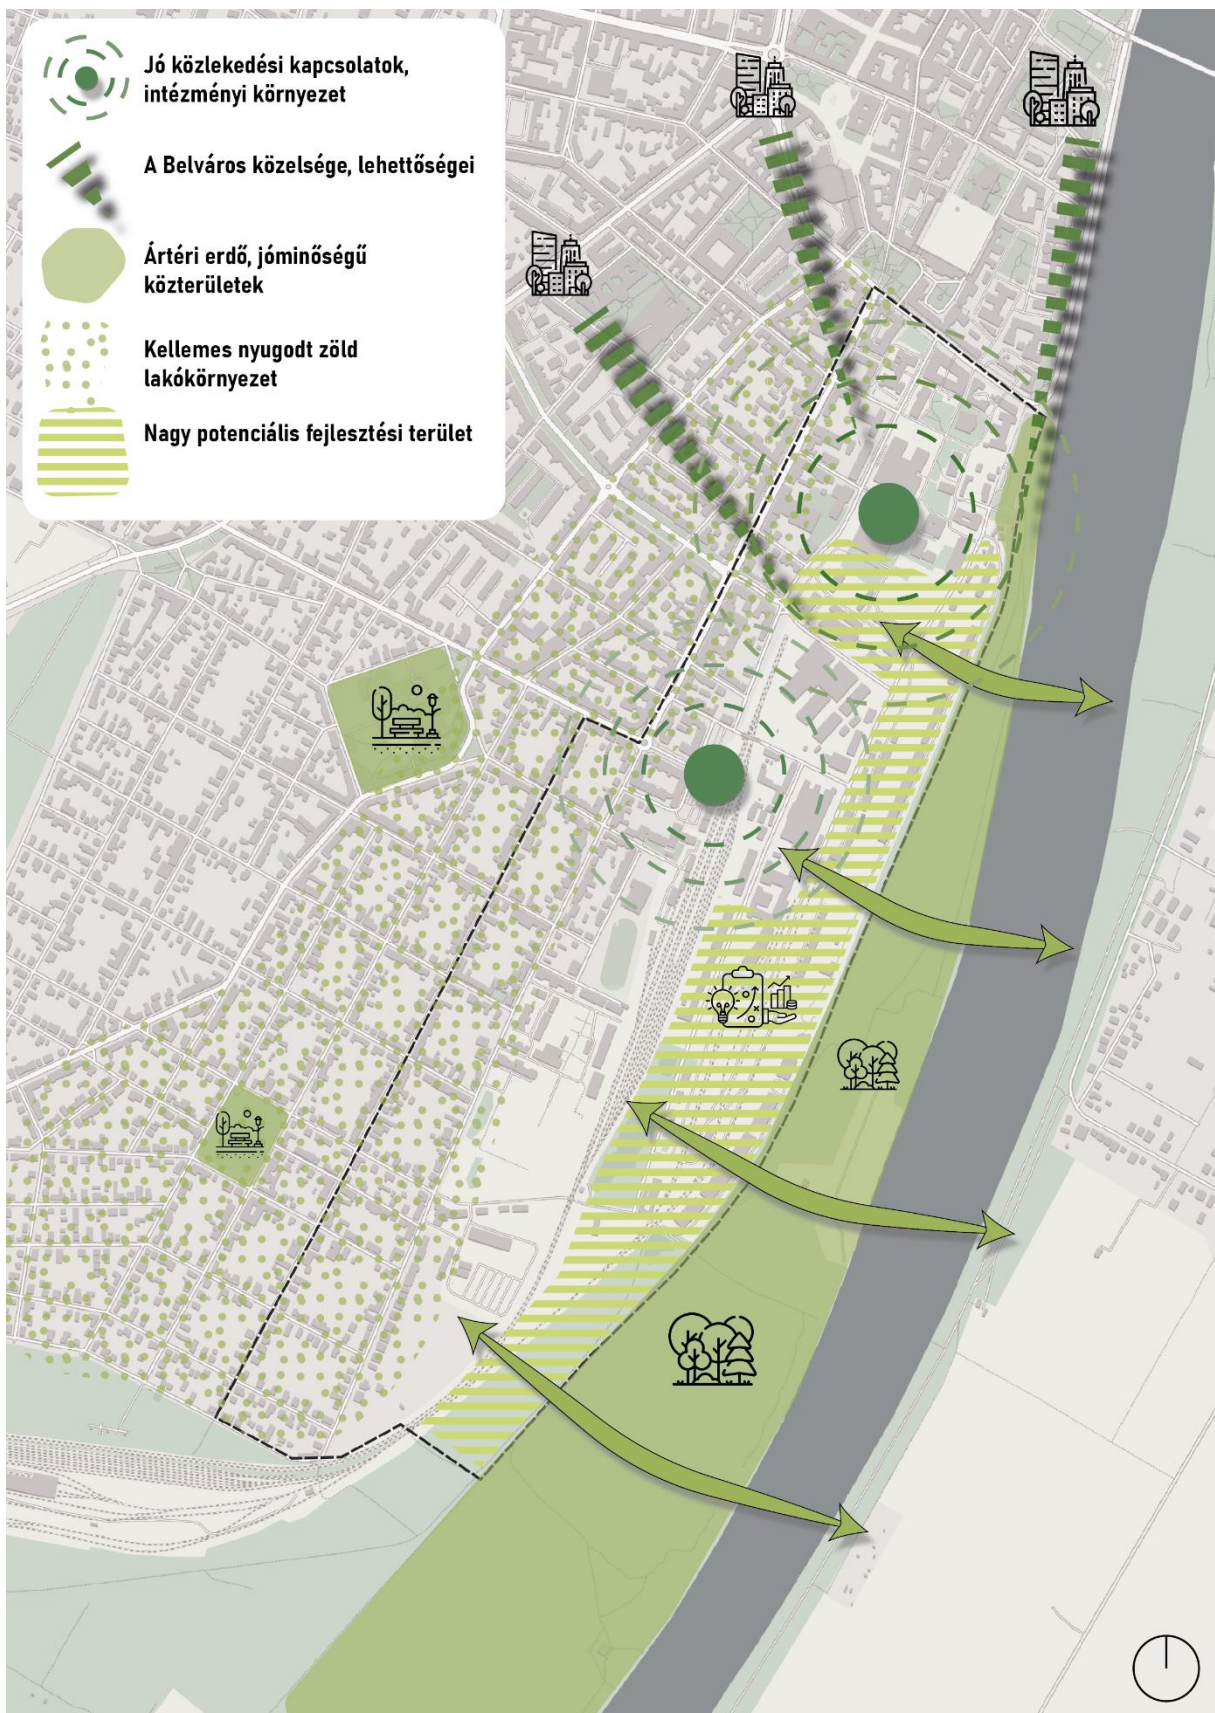 Jó közlekedési kapcsolatok,
intézményi környezet
A Belváros közelsége, lehettőségei
Ártéri erdő, jóminőségű
közterületek
Kellemes nyugodt zöld
lakókörnyezet
Nagy potenciális fejlesztési terület